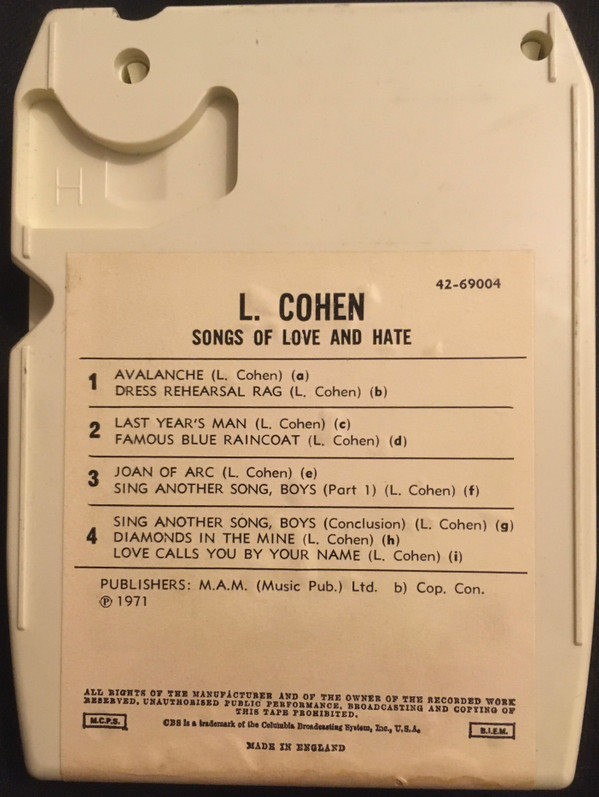 H
42-69004
L. COHEN
SONGS OF LOVE AND HATE
1 AVALANCHE (L. Cohen) (a)
DRESS REHEARSAL RAG (L. Cohen) (b)
2 LAST YEAR'S MAN (L. Cohen) (c)
FAMOUS BLUE RAINCOAT (L. Cohen) (d)
3 JOAN OF ARC (L. Cohen) (e)
SING ANOTHER SONG, BOYS (Part 1) (L. Cohen) (f)
4 SING ANOTHER SONG, BOYS (Conclusion) (L. Cohen) (g)
DIAMONDS IN THE MINE (L. Cohen) (h)
LOVE CALLS YOU BY YOUR NAME (L. Cohen) (i)
PUBLISHERS: M.A.M. (Music Pub.) Ltd. b) Cop. Con.
℗ 1971
ALL RIGHTS OF THE MANUFACTURER AND OF THE OWNER OF THE RECORDED WORK
RESERVED, UNAUTHORISED PUBLIC PERFORMANCE, BROADCASTING AND COPYING OF
THIS TAPE PROHIBITED.
M.C.P.S.
CBS is a trademark of the Columbia Broadcasting System, Inc., U.S.A.
B.I.E.M.
MADE IN ENGLAND